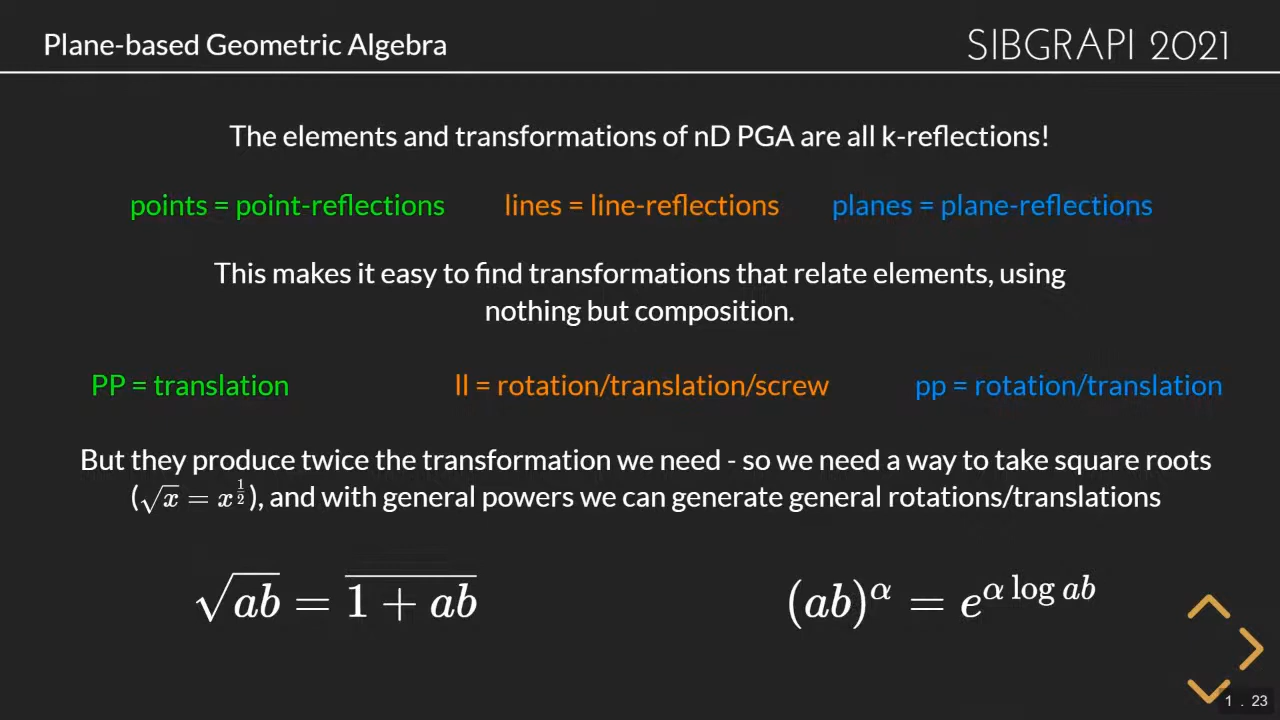 Plane-based Geometric Algebra
SIBGRAPI 2021
The elements and transformations of nD PGA are all k-reflections!
points = point-reflections lines = line-reflections planes = plane-reflections
This makes it easy to find transformations that relate elements, using
nothing but composition.
PP = translation ll = rotation/translation/screw pp = rotation/translation
But they produce twice the transformation we need - so we need a way to take square roots
(√x = x^{1/2}), and with general powers we can generate general rotations/translations
√ab = \overline{1 + ab} (ab)^α = e^{α log ab}
1 . 23